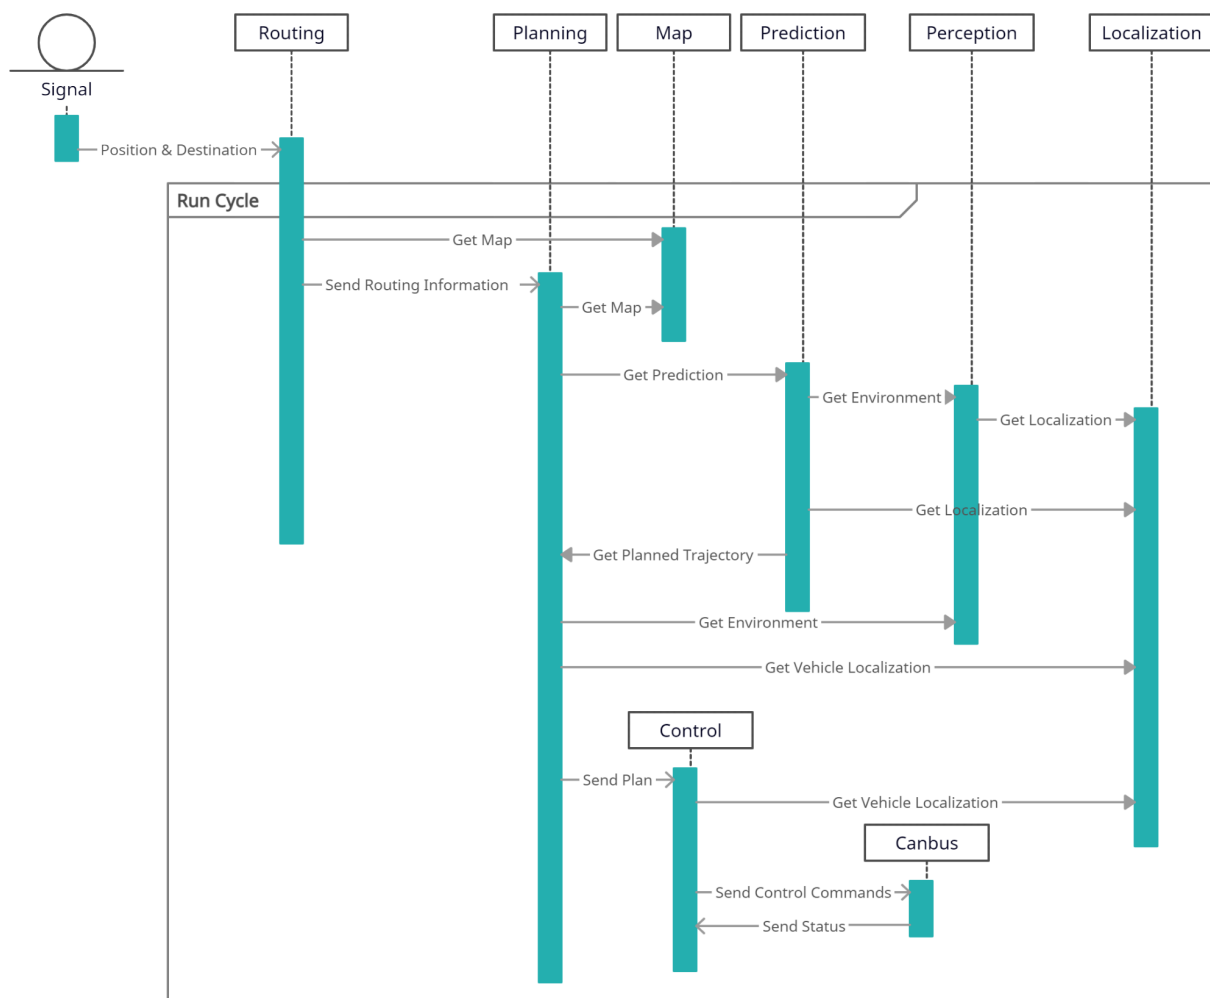 Routing
Planning
Map
Prediction
Perception
Localization
Signal
Position & Destination
Run Cycle
Get Map
Send Routing Information
Get Map
Get Prediction
Get Environment
Get Localization
Get Localization
Get Planned Trajectory
Get Environment
Get Vehicle Localization
Control
Send Plan
Get Vehicle Localization
Canbus
Send Control Commands
Send Status